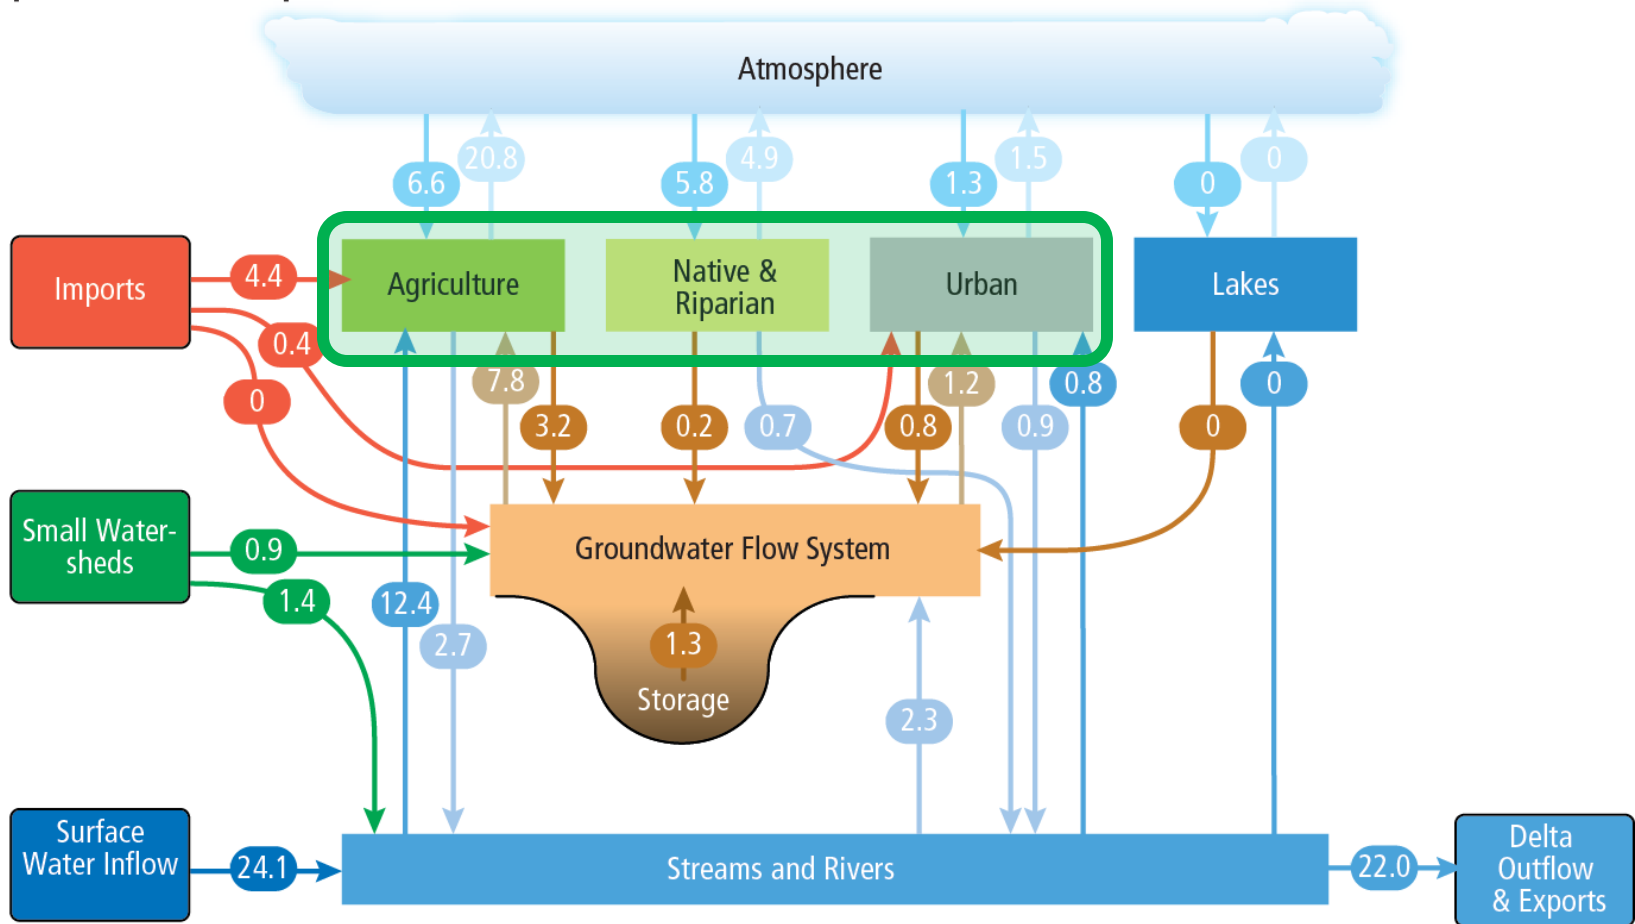 Atmosphere
6.6
20.8
5.8
4.9
1.3
1.5
0
0
Imports
4.4
0.4
0
Agriculture
Native &
Riparian
Urban
Lakes
7.8
3.2
0.2
0.7
0.8
1.2
0.9
0.8
0
0
Small Water-
sheds
0.9
1.4
Groundwater Flow System
12.4
2.7
1.3
Storage
2.3
Surface
Water Inflow
24.1
Streams and Rivers
22.0
Delta
Outflow
& Exports